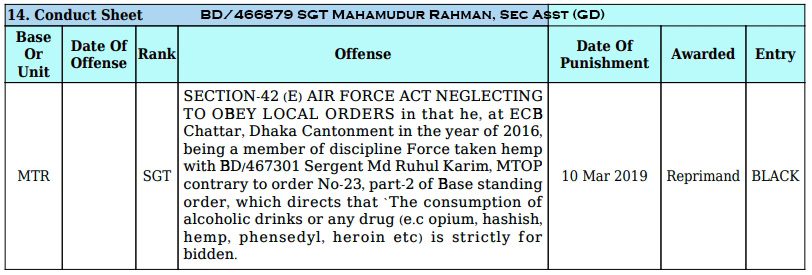 14. Conduct Sheet BD/466879 SGT MAHAMUDUR RAHMAN, SEC ASST (GD)
Base Or Unit Date Of Offense Rank Offense Date Of Punishment Awarded Entry
SECTION-42 (E) AIR FORCE ACT NEGLECTING
TO OBEY LOCAL ORDERS in that he, at ECB
Chattar, Dhaka Cantonment in the year of 2016,
being a member of discipline Force taken hemp
MTR SGT with BD/467301 Sergent Md Ruhul Karim, MTOP 10 Mar 2019 Reprimand BLACK
contrary to order No-23, part-2 of Base standing
order, which directs that `The consumption of
alcoholic drinks or any drug (e.c opium, hashish,
hemp, phensedyl, heroin etc) is strictly for
bidden.